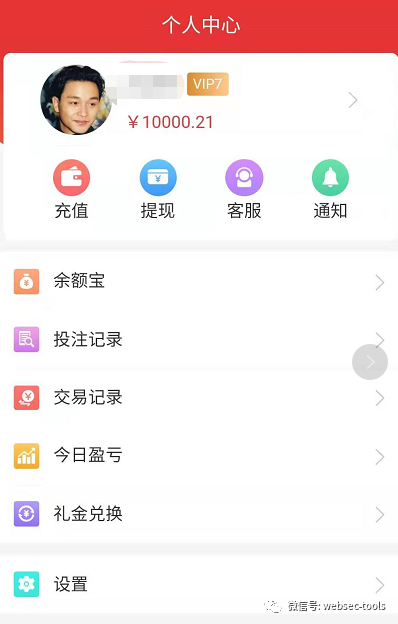 个人中心
VIP7
￥10000.21
充值 提现 客服 通知
余额宝
投注记录
交易记录
今日盈亏
礼金兑换
设置
微信号: websec-tools